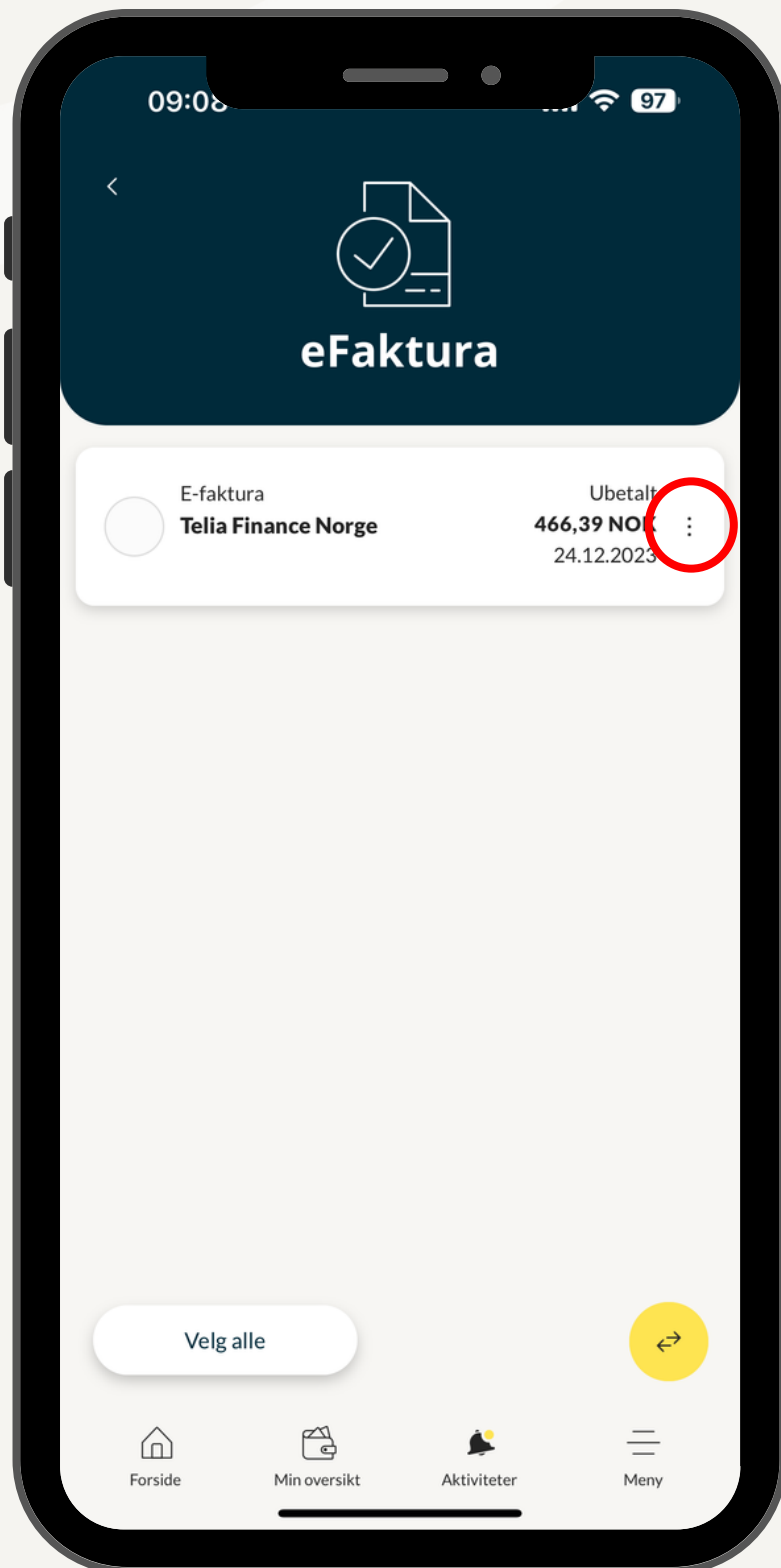 09:08
97
eFaktura
E-faktura
Telia Finance Norge
Ubetalt
466,39 NOK
24.12.2023
Velg alle
Forside
Min oversikt
Aktiviteter
Meny